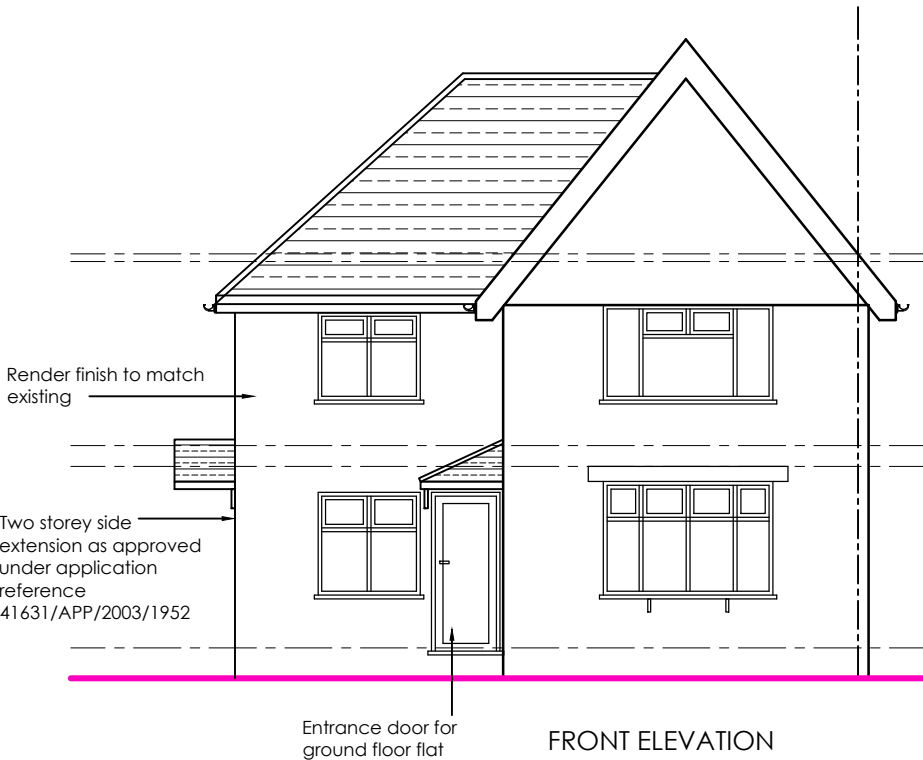 Render finish to match
existing
Two storey side
extension as approved
under application
reference
41631/APP/2003/1952
Entrance door for
ground floor flat
FRONT ELEVATION